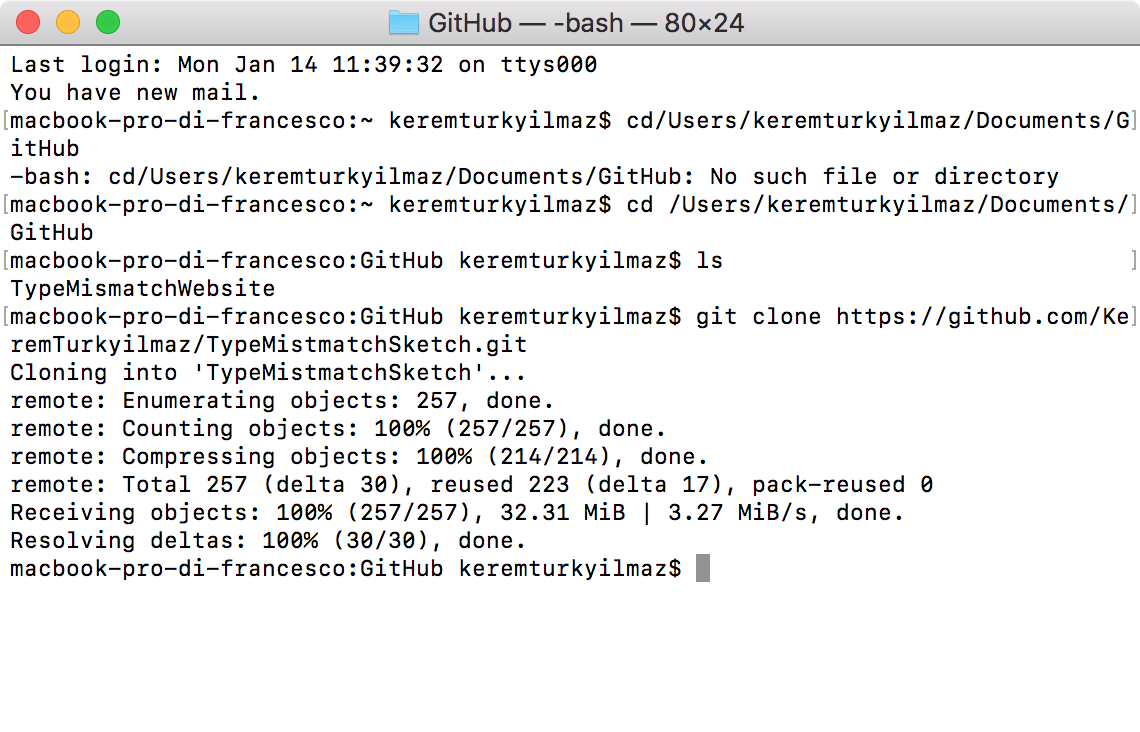 GitHub — -bash — 80×24
Last login: Mon Jan 14 11:39:32 on ttys000
You have new mail.
[macbook-pro-di-francesco:~ keremturkyilmaz$ cd/Users/keremturkyilmaz/Documents/G]
itHub
-bash: cd/Users/keremturkyilmaz/Documents/GitHub: No such file or directory
[macbook-pro-di-francesco:~ keremturkyilmaz$ cd /Users/keremturkyilmaz/Documents/]
GitHub
[macbook-pro-di-francesco:GitHub keremturkyilmaz$ ls ]
TypeMismatchWebsite
[macbook-pro-di-francesco:GitHub keremturkyilmaz$ git clone https://github.com/Ke]
remTurkyilmaz/TypeMistmatchSketch.git
Cloning into 'TypeMistmatchSketch'...
remote: Enumerating objects: 257, done.
remote: Counting objects: 100% (257/257), done.
remote: Compressing objects: 100% (214/214), done.
remote: Total 257 (delta 30), reused 223 (delta 17), pack-reused 0
Receiving objects: 100% (257/257), 32.31 MiB | 3.27 MiB/s, done.
Resolving deltas: 100% (30/30), done.
macbook-pro-di-francesco:GitHub keremturkyilmaz$